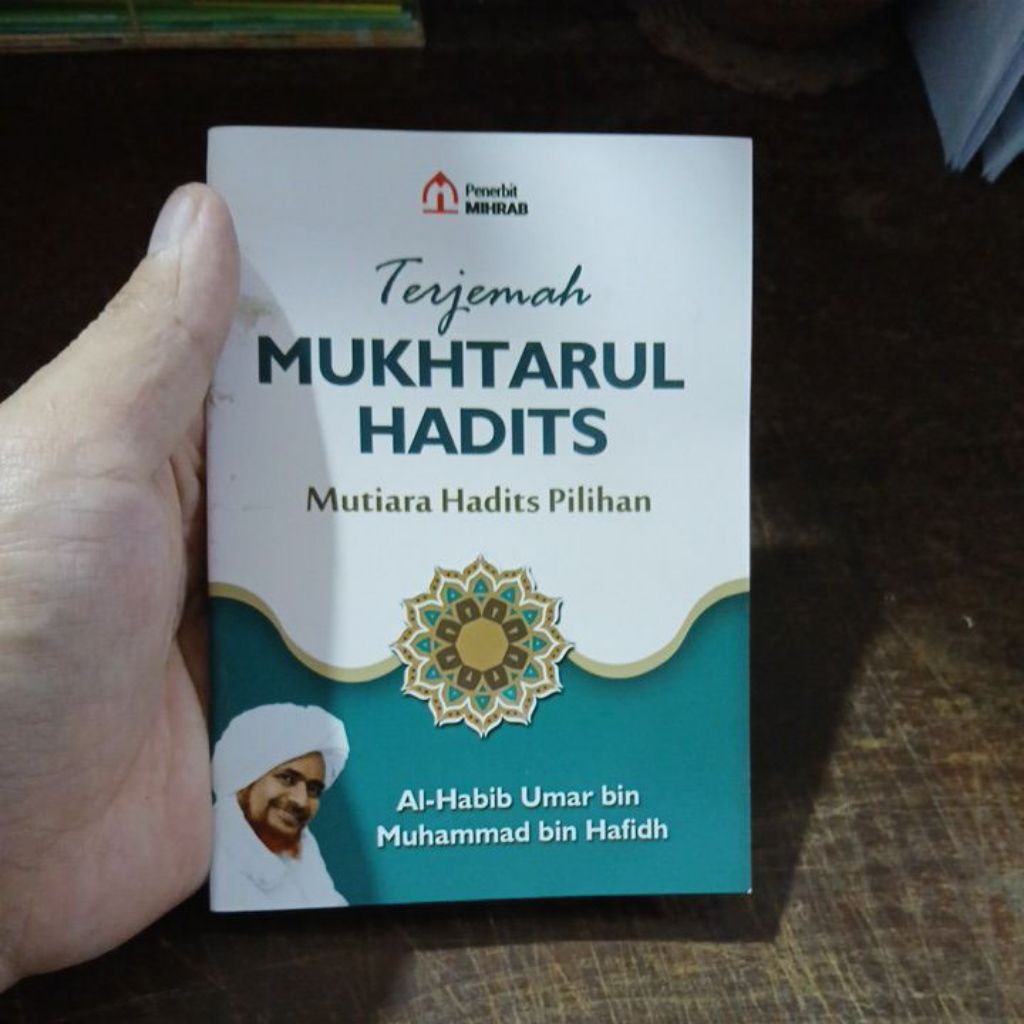 Penerbit
MIHRAB
Terjemah
MUKHTARUL
HADITS
Mutiara Hadits Pilihan
Al-Habib Umar bin
Muhammad bin Hafidh